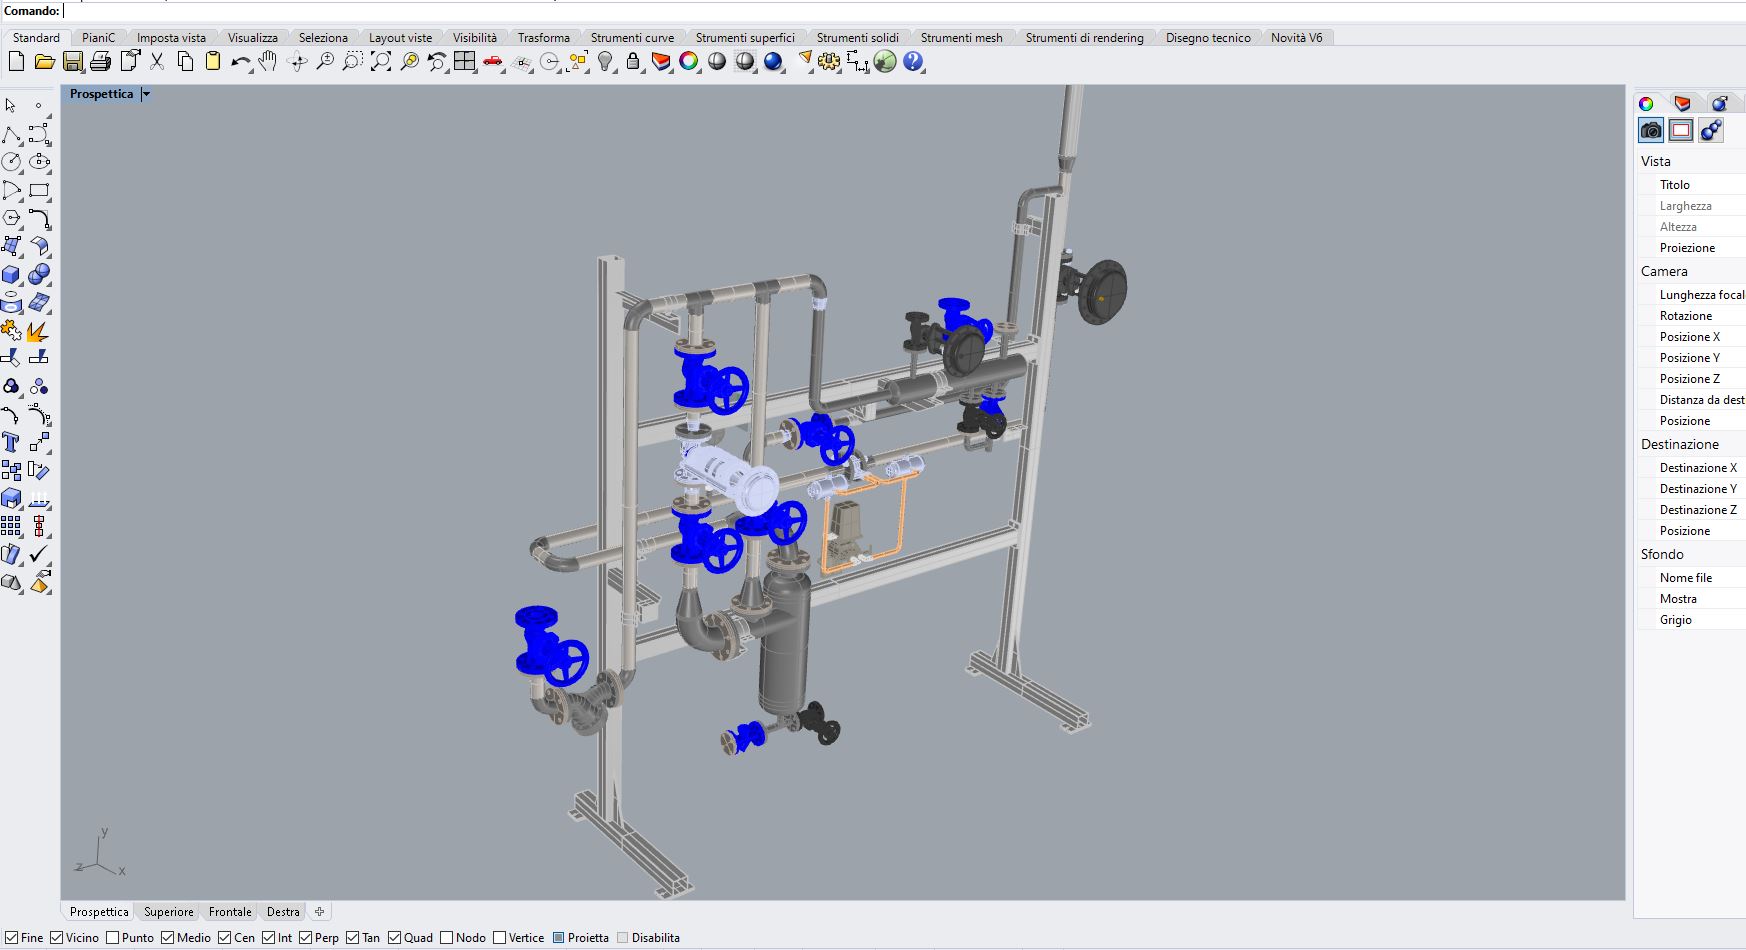 Comando:
Standard PianiC Imposta vista Visualizza Seleziona Layout viste Visibilità Trasforma Strumenti curve Strumenti superfici Strumenti solidi Strumenti mesh Strumenti di rendering Disegno tecnico Novità V6
Prospettica
Vista
Titolo
Larghezza
Altezza
Proiezione
Camera
Lunghezza focal
Rotazione
Posizione X
Posizione Y
Posizione Z
Distanza da dest
Posizione
Destinazione
Destinazione X
Destinazione Y
Destinazione Z
Posizione
Sfondo
Nome file
Mostra
Grigio
y
z x
Prospettica Superiore Frontale Destra
Fine Vicino Punto Medio Cen Int Perp Tan Quad Nodo Vertice Proietta Disabilita